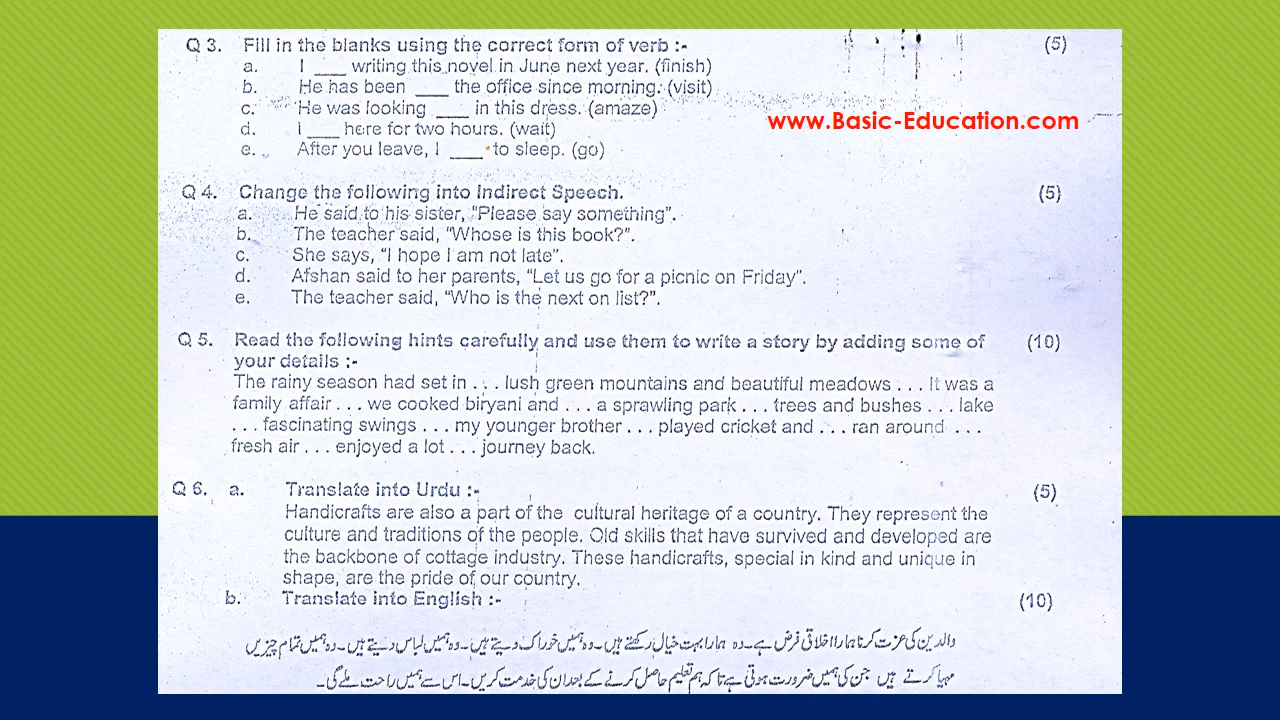 Q 3. Fill in the blanks using the correct form of verb :- (5)
a. I ___ writing this novel in June next year. (finish)
b. He has been ___ the office since morning. (visit)
c. He was looking ___ in this dress. (amaze)
www.Basic-Education.com
d. I ___ here for two hours. (wait)
e. After you leave, I ___ to sleep. (go)
Q 4. Change the following into Indirect Speech. (5)
a. He said to his sister, “Please say something”.
b. The teacher said, “Whose is this book?”.
c. She says, “I hope I am not late”.
d. Afshan said to her parents, “Let us go for a picnic on Friday”.
e. The teacher said, “Who is the next on list?”.
Q 5. Read the following hints carefully and use them to write a story by adding some of (10)
your details :-
The rainy season had set in . . . lush green mountains and beautiful meadows . . . It was a
family affair . . . we cooked biryani and . . . a sprawling park . . . trees and bushes . . . lake
. . . fascinating swings . . . my younger brother . . . played cricket and . . . ran around . . .
fresh air . . . enjoyed a lot . . . journey back.
Q 6. a. Translate into Urdu :- (5)
Handicrafts are also a part of the cultural heritage of a country. They represent the
culture and traditions of the people. Old skills that have survived and developed are
the backbone of cottage industry. These handicrafts, special in kind and unique in
shape, are the pride of our country.
b. Translate into English :- (10)
والدین کی عزت کرنا ہمارا اخلاقی فرض ہے۔ وہ ہمارا بہت خیال رکھتے ہیں۔ وہ ہمیں خوراک دیتے ہیں۔ وہ ہمیں لباس دیتے ہیں۔ وہ ہمیں تمام چیزیں
مہیا کرتے ہیں جن کی ہمیں ضرورت ہوتی ہے تاکہ ہم تعلیم حاصل کرنے کے بعد ان کی خدمت کریں۔ اس سے ہمیں راحت ملے گی۔